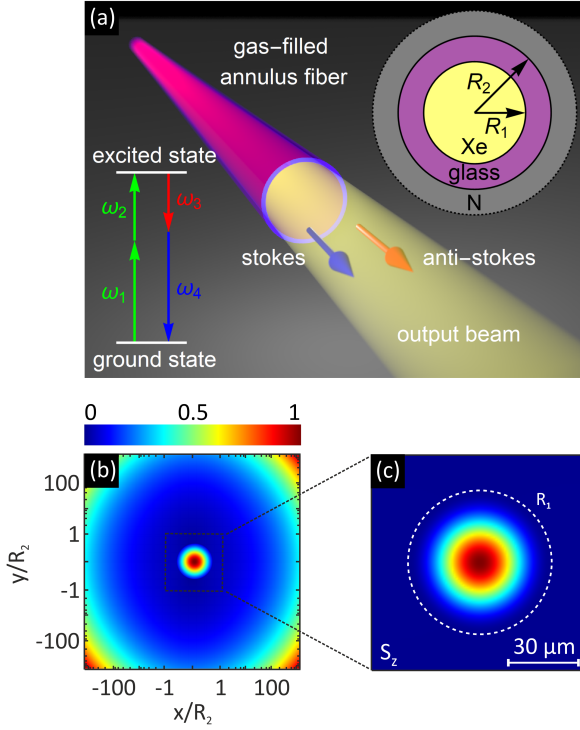 (a)
gas-filled
annulus fiber
R₂
R₁
Xe
glass
N
excited state
ω₂
ω₃
ω₁
ω₄
ground state
stokes
anti-stokes
output beam
0 0.5 1
(b)
100
1
-1
-100
y/R₂
-100 -1 1 100
x/R₂
(c)
R₁
S_z
30 μm